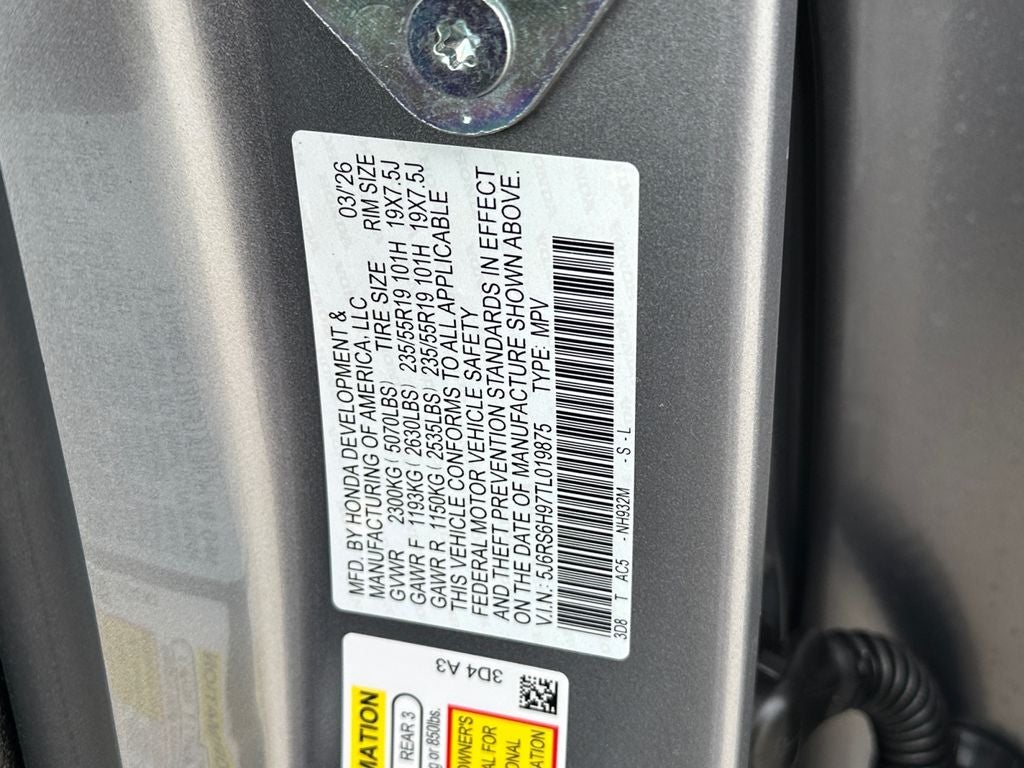 MFD. BY HONDA DEVELOPMENT & 03/'26
MANUFACTURING OF AMERICA, LLC
TIRE SIZE RIM SIZE
GVWR 2300KG ( 5070LBS)
GAWR F 1193KG ( 2630LBS) 235/55R19 101H 19X7.5J
GAWR R 1150KG ( 2535LBS) 235/55R19 101H 19X7.5J
THIS VEHICLE CONFORMS TO ALL APPLICABLE
FEDERAL MOTOR VEHICLE SAFETY
AND THEFT PREVENTION STANDARDS IN EFFECT
ON THE DATE OF MANUFACTURE SHOWN ABOVE.
V.I.N.: 5J6RS6H97TL019875 TYPE: MPV
3D8 T AC5 -NH932M -S-L
3D4 A3
REAR 3
or 850lbs.
OWNER'S